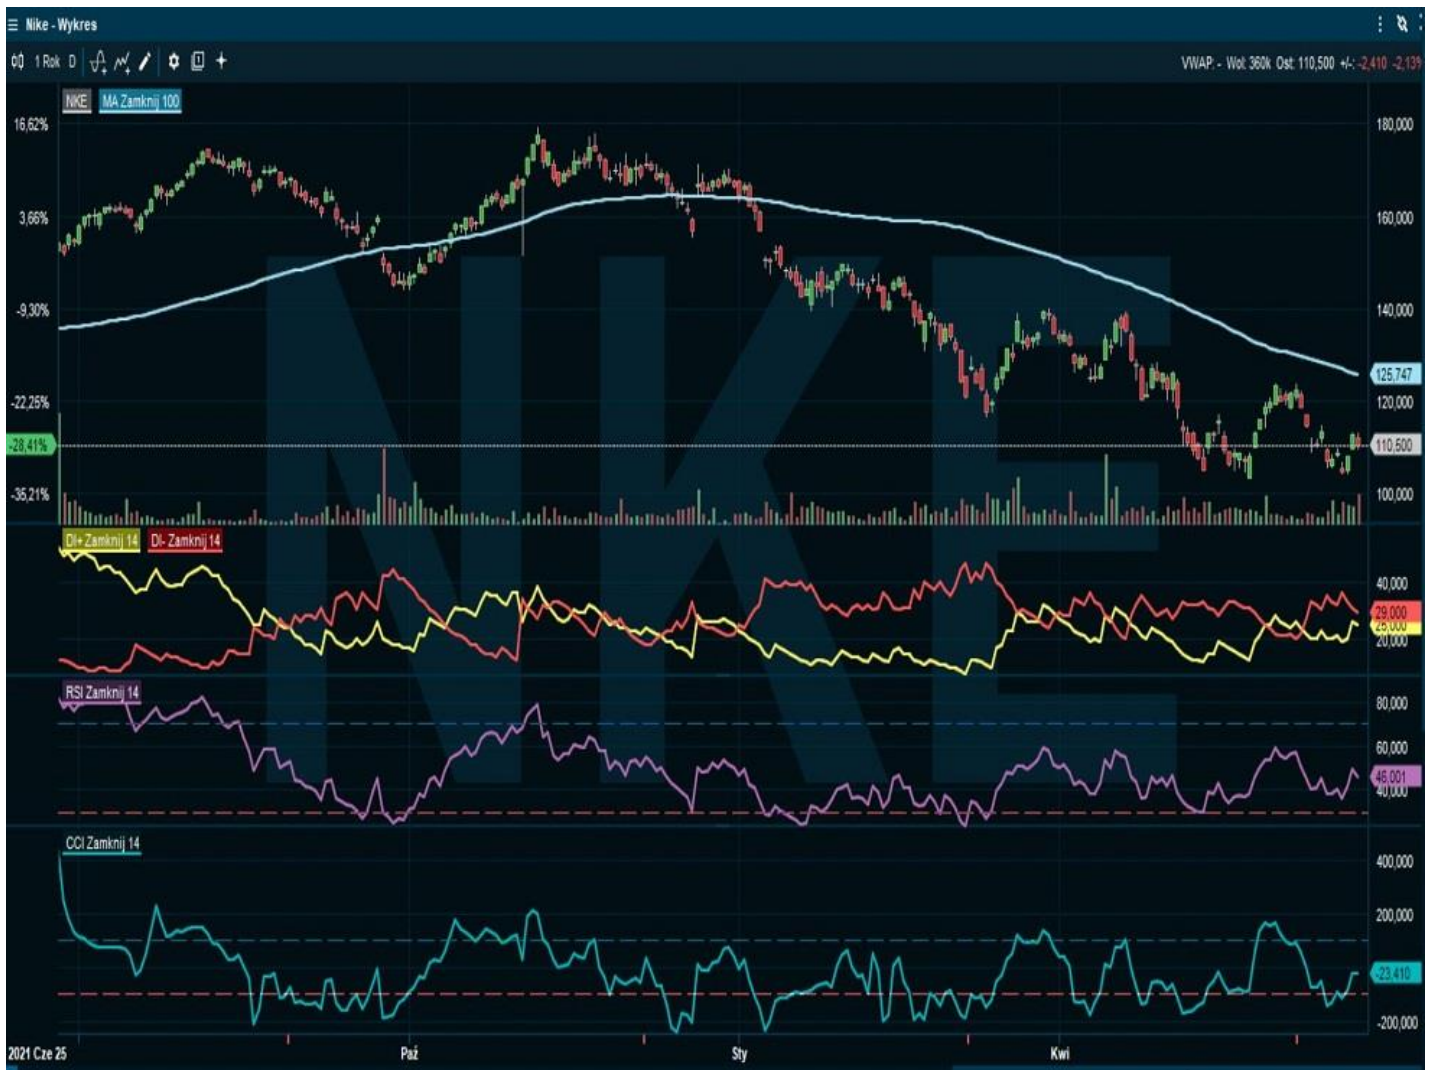 Nike - Wykres
1 Rok D VWAP: - Wol: 360k Ost: 110,500 +/-: -2,410 -2,13%
NKE MA Zamknij 100
16,62% 180,000
3,66% 160,000
-9,30% 140,000
125,747
-22,25% 120,000
-28,41% 110,500
-35,21% 100,000
NKE
DI+ Zamknij 14 DI- Zamknij 14
40,000
29,000
20,000
RSI Zamknij 14
80,000
60,000
46,001
40,000
CCI Zamknij 14
400,000
200,000
-23,410
-200,000
2021 Cze 25 Paź Sty Kwi